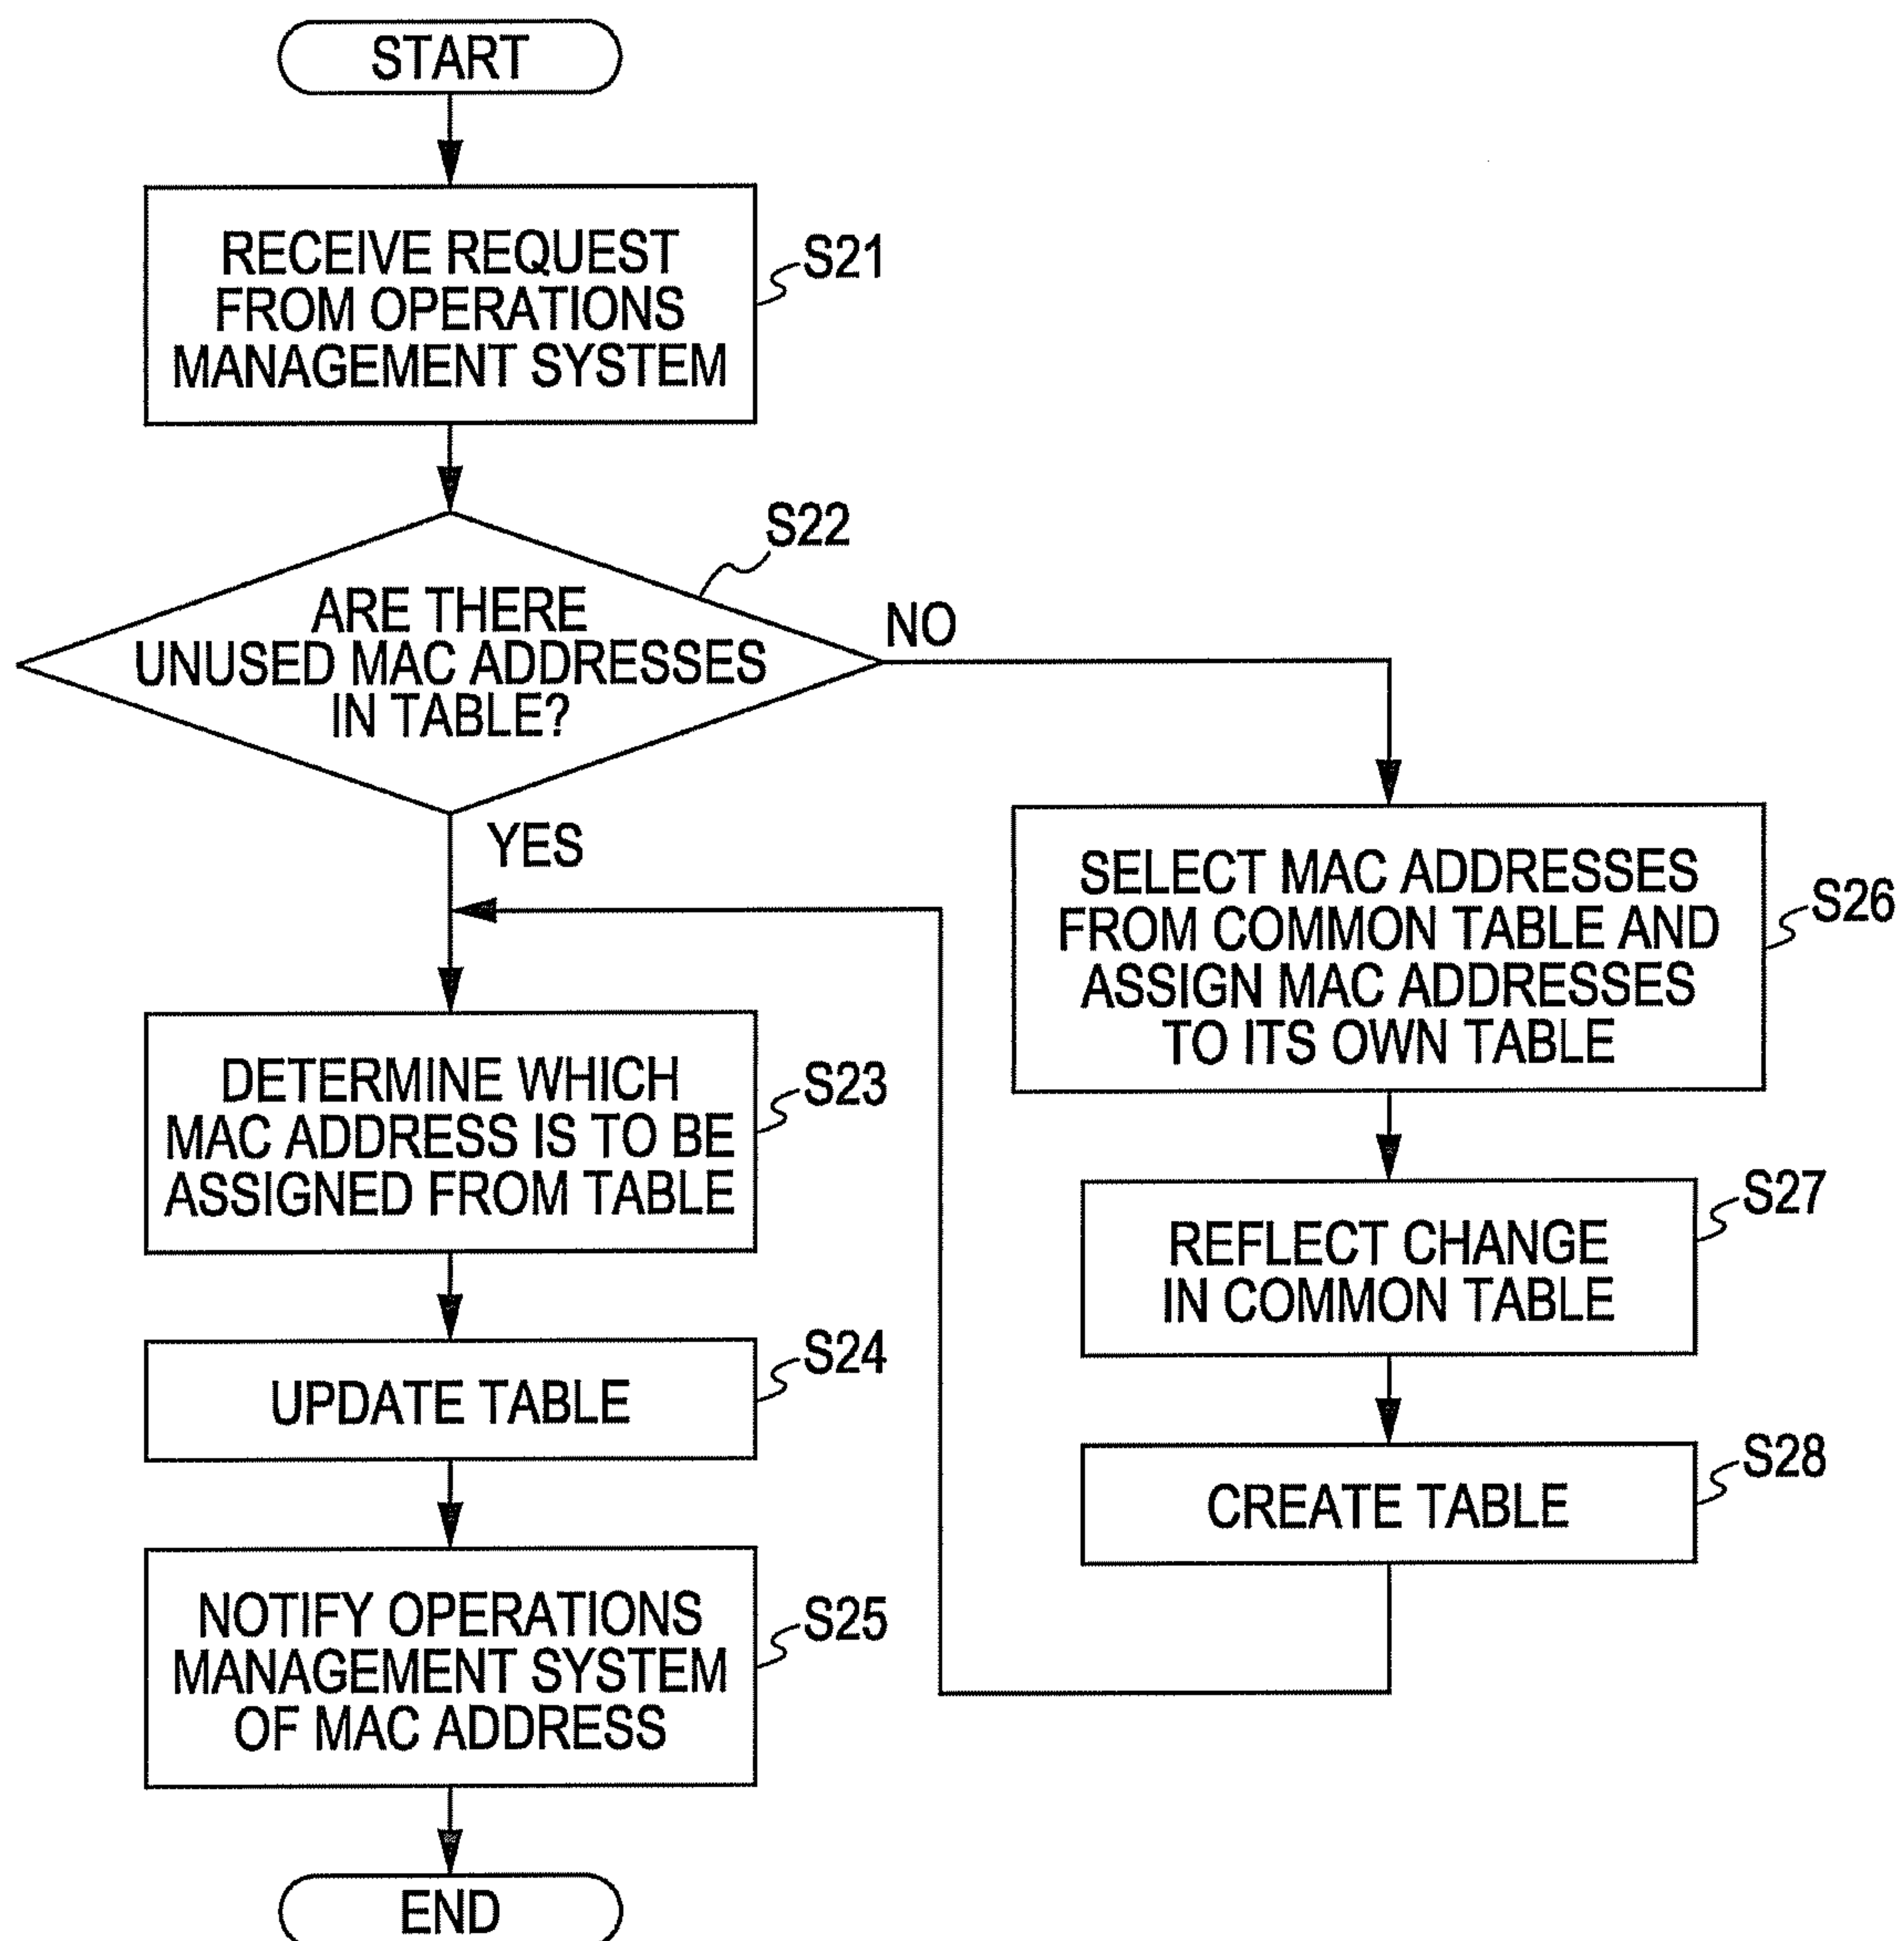 START
RECEIVE REQUEST
FROM OPERATIONS
MANAGEMENT SYSTEM
S21
S22
ARE THERE
UNUSED MAC ADDRESSES
IN TABLE?
NO
YES
DETERMINE WHICH
MAC ADDRESS IS TO BE
ASSIGNED FROM TABLE
S23
UPDATE TABLE
S24
NOTIFY OPERATIONS
MANAGEMENT SYSTEM
OF MAC ADDRESS
S25
END
SELECT MAC ADDRESSES
FROM COMMON TABLE AND
ASSIGN MAC ADDRESSES
TO ITS OWN TABLE
S26
REFLECT CHANGE
IN COMMON TABLE
S27
CREATE TABLE
S28